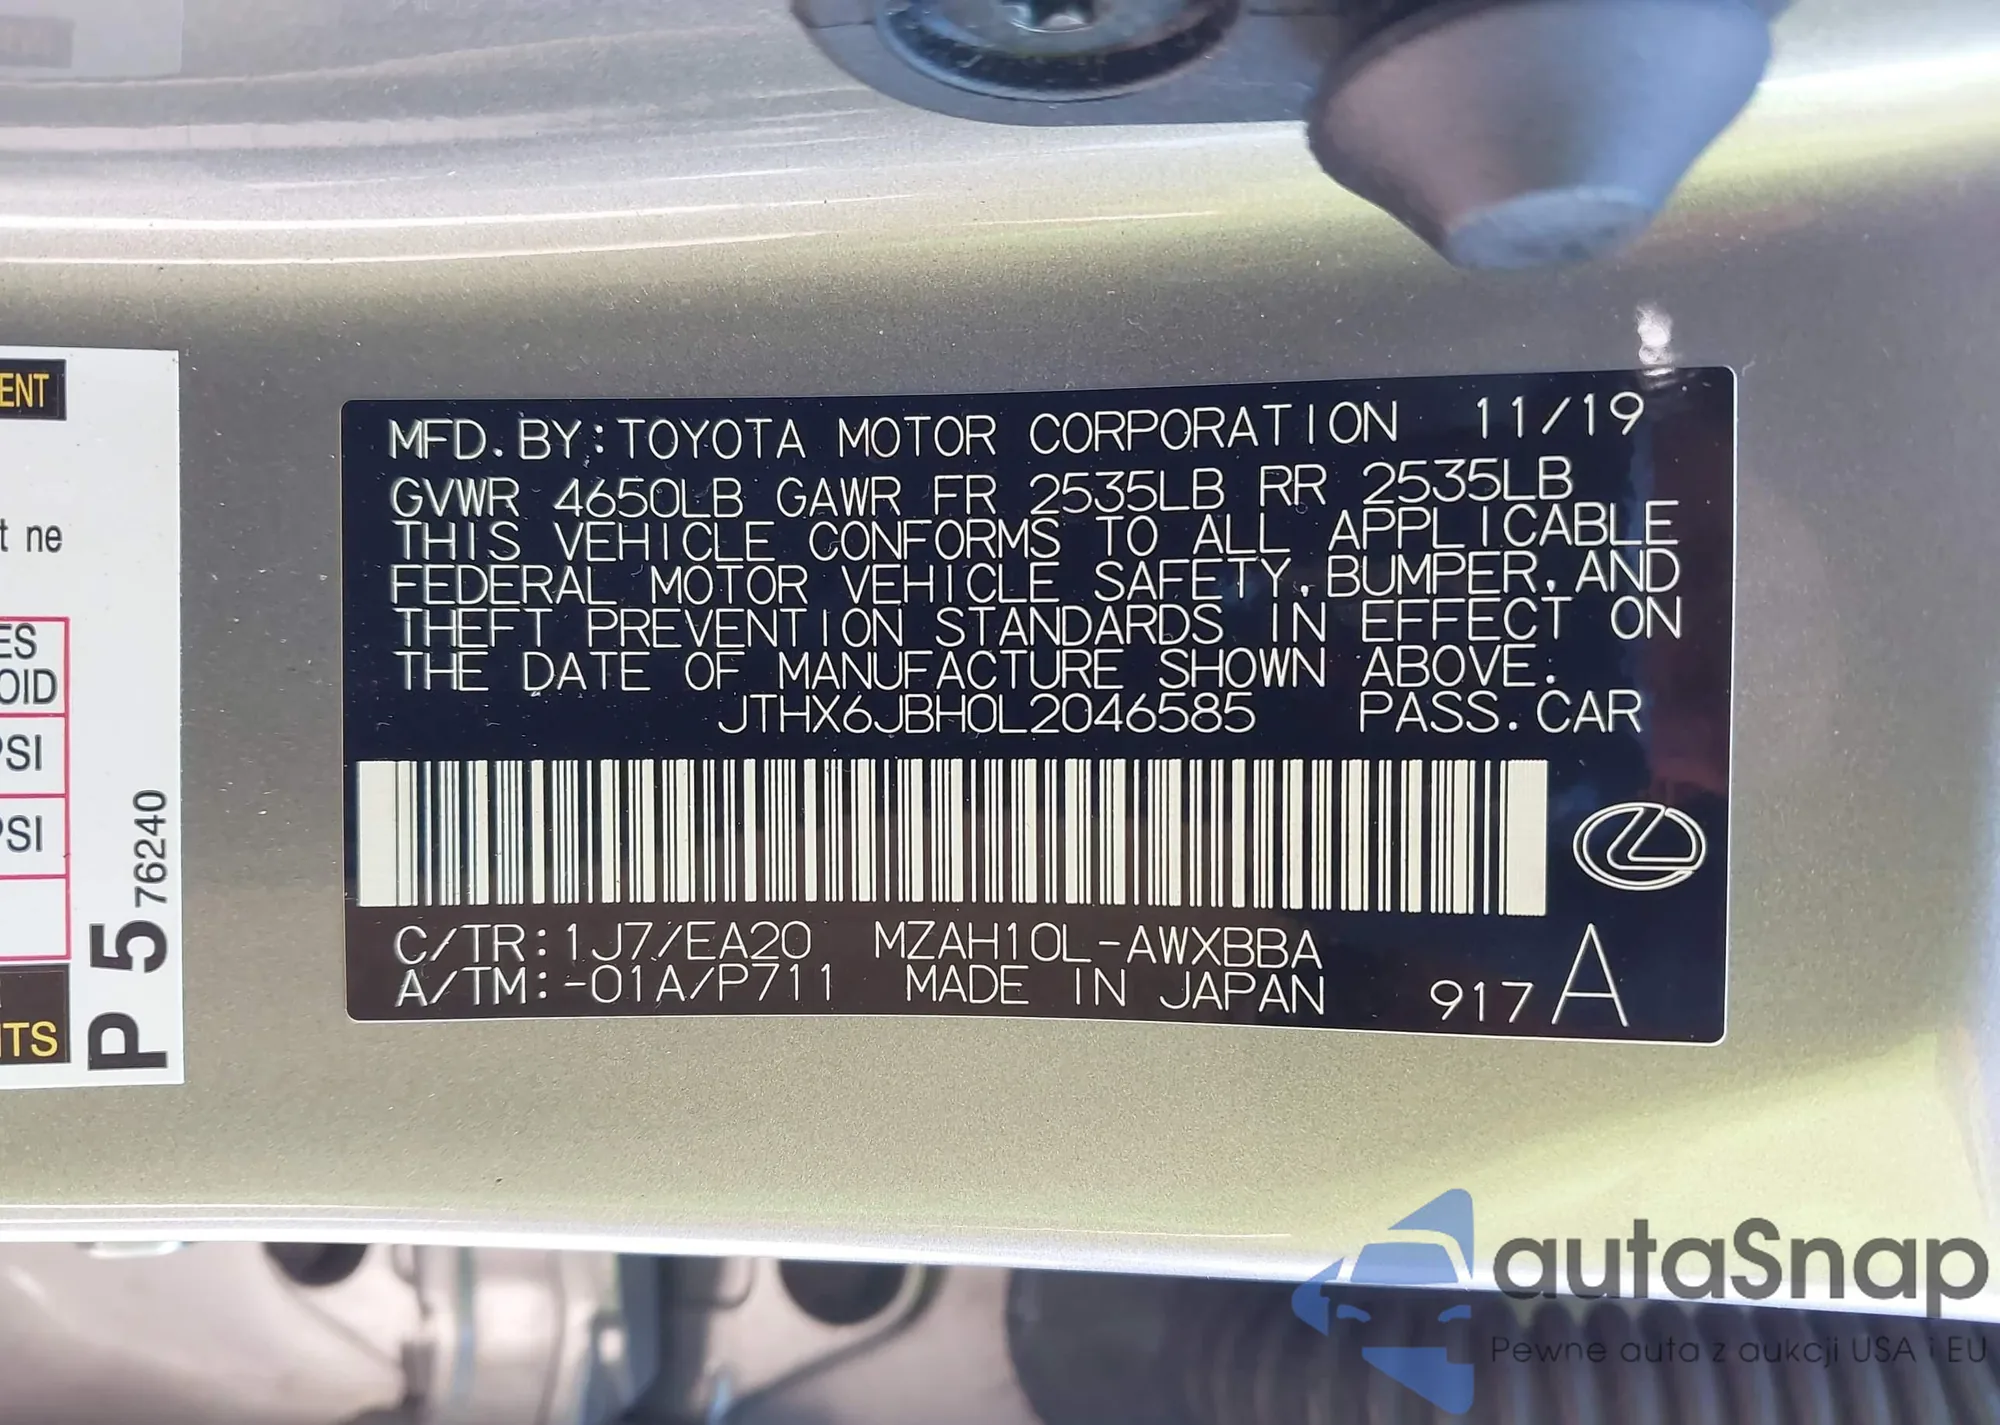 MFD.BY:TOYOTA MOTOR CORPORATION 11/19
GVWR 4650LB GAWR FR 2535LB RR 2535LB
THIS VEHICLE CONFORMS TO ALL APPLICABLE
FEDERAL MOTOR VEHICLE SAFETY,BUMPER,AND
THEFT PREVENTION STANDARDS IN EFFECT ON
THE DATE OF MANUFACTURE SHOWN ABOVE.
JTHX6JBH0L2046585 PASS.CAR
C/TR:1J7/EA20 MZAH10L-AWXBBA
A/TM:-01A/P711 MADE IN JAPAN 917A
ENT
t ne
ES
OID
PSI
PSI
ITS
P 5 76240
autaSnap
Pewne auta z aukcji USA i EU